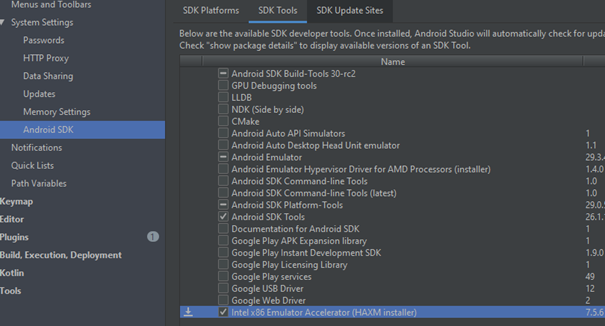 Menus and Toolbars
System Settings
Passwords
HTTP Proxy
Data Sharing
Updates
Memory Settings
Android SDK
Notifications
Quick Lists
Path Variables
Keymap
Editor
Plugins 1
Build, Execution, Deployment
Kotlin
Tools
SDK Platforms SDK Tools SDK Update Sites
Below are the available SDK developer tools. Once installed, Android Studio will automatically check for upda
Check "show package details" to display available versions of an SDK Tool.
Name
Android SDK Build-Tools 30-rc2
GPU Debugging tools
LLDB
NDK (Side by side)
CMake
Android Auto API Simulators 1
Android Auto Desktop Head Unit emulator 1.1
Android Emulator 29.3.4
Android Emulator Hypervisor Driver for AMD Processors (installer) 1.4.0
Android SDK Command-line Tools
Android SDK Command-line Tools (latest)
Android SDK Platform-Tools 29.0.
Android SDK Tools 26.1.
Documentation for Android SDK 1
Google Play APK Expansion library 1
Google Play Instant Development SDK 1.9.0
Google Play Licensing Library 1
Google Play services 49
Google USB Driver 12
Google Web Driver 2
Intel x86 Emulator Accelerator (HAXM installer) 7.5.6